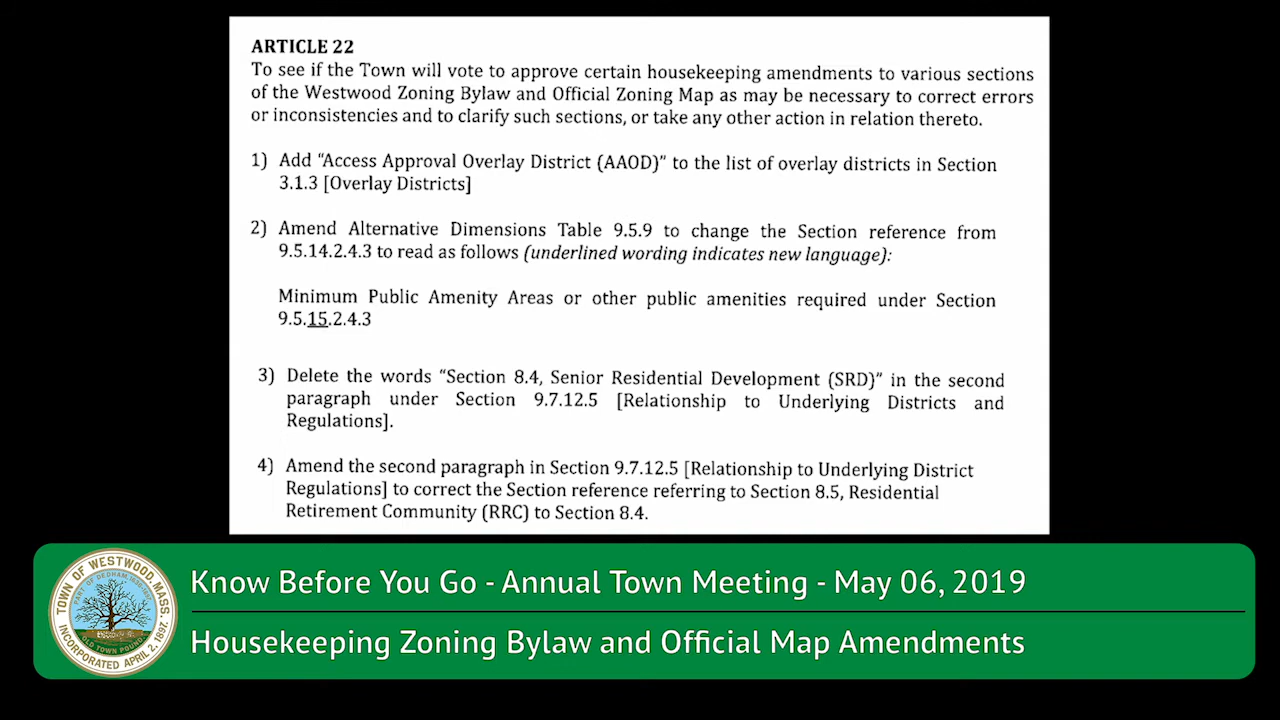 ARTICLE 22
To see if the Town will vote to approve certain housekeeping amendments to various sections
of the Westwood Zoning Bylaw and Official Zoning Map as may be necessary to correct errors
or inconsistencies and to clarify such sections, or take any other action in relation thereto.
1) Add “Access Approval Overlay District (AAOD)” to the list of overlay districts in Section
3.1.3 [Overlay Districts]
2) Amend Alternative Dimensions Table 9.5.9 to change the Section reference from
9.5.14.2.4.3 to read as follows (underlined wording indicates new language):
Minimum Public Amenity Areas or other public amenities required under Section
9.5.15.2.4.3
3) Delete the words “Section 8.4, Senior Residential Development (SRD)” in the second
paragraph under Section 9.7.12.5 [Relationship to Underlying Districts and
Regulations].
4) Amend the second paragraph in Section 9.7.12.5 [Relationship to Underlying District
Regulations] to correct the Section reference referring to Section 8.5, Residential
Retirement Community (RRC) to Section 8.4.
TOWN OF WESTWOOD, MASS.
INCORPORATED APRIL 2, 1897.
Know Before You Go - Annual Town Meeting - May 06, 2019
Housekeeping Zoning Bylaw and Official Map Amendments